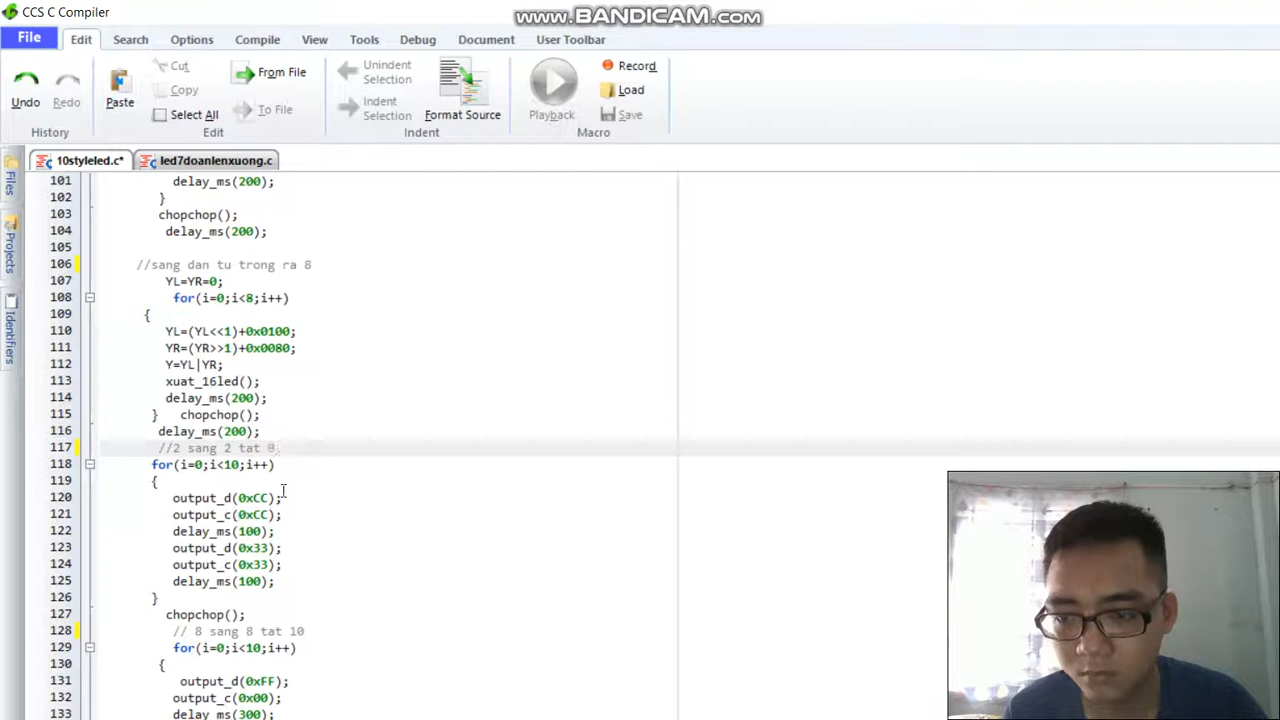 CCS C Compiler
www.BANDICAM.com
File Edit Search Options Compile View Tools Debug Document User Toolbar
Undo
Redo
History
Paste
Cut
Copy
Select All
From File
To File
Edit
Unindent
Selection
Indent
Selection
Format Source
Indent
Playback
Record
Load
Save
Macro
10styleled.c*
led7doanlenxuong.c
Files
Projects
Identifiers
101 delay_ms(200);
102 }
103 chopchop();
104 delay_ms(200);
105
106 //sang dan tu trong ra 8
107 YL=YR=0;
108 for(i=0;i<8;i++)
109 {
110 YL=(YL<<1)+0x0100;
111 YR=(YR>>1)+0x0080;
112 Y=YL|YR;
113 xuat_16led();
114 delay_ms(200);
115 } chopchop();
116 delay_ms(200);
117 //2 sang 2 tat 9
118 for(i=0;i<10;i++)
119 {
120 output_d(0xCC);
121 output_c(0xCC);
122 delay_ms(100);
123 output_d(0x33);
124 output_c(0x33);
125 delay_ms(100);
126 }
127 chopchop();
128 // 8 sang 8 tat 10
129 for(i=0;i<10;i++)
130 {
131 output_d(0xFF);
132 output_c(0x00);
133 delay_ms(300);